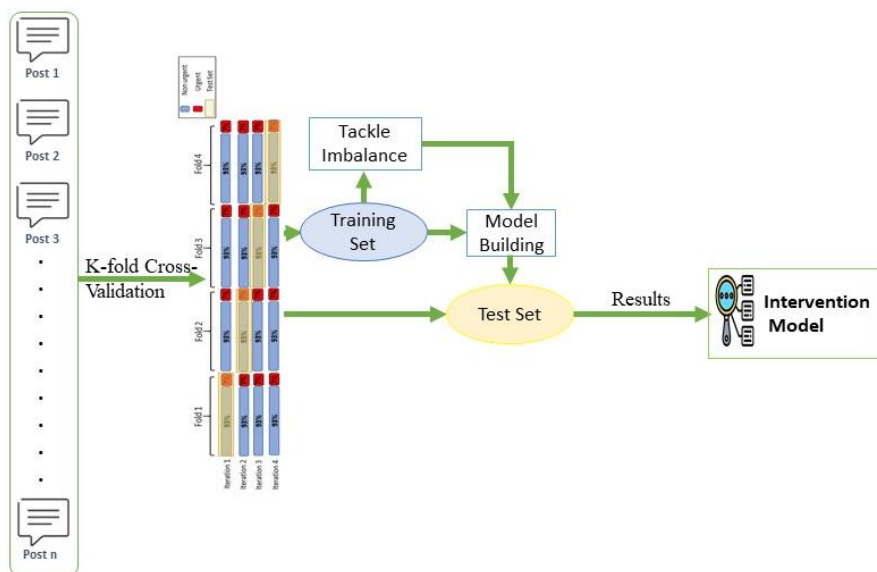 Post 1
Post 2
Post 3
Post n
K-fold Cross-
Validation
Non urgent
Urgent
Test Set
Fold 4
Fold 3
Fold 2
Fold 1
Iteration 1
Iteration 2
Iteration 3
Iteration 4
Tackle
Imbalance
Training
Set
Model
Building
Test Set
Results
Intervention
Model